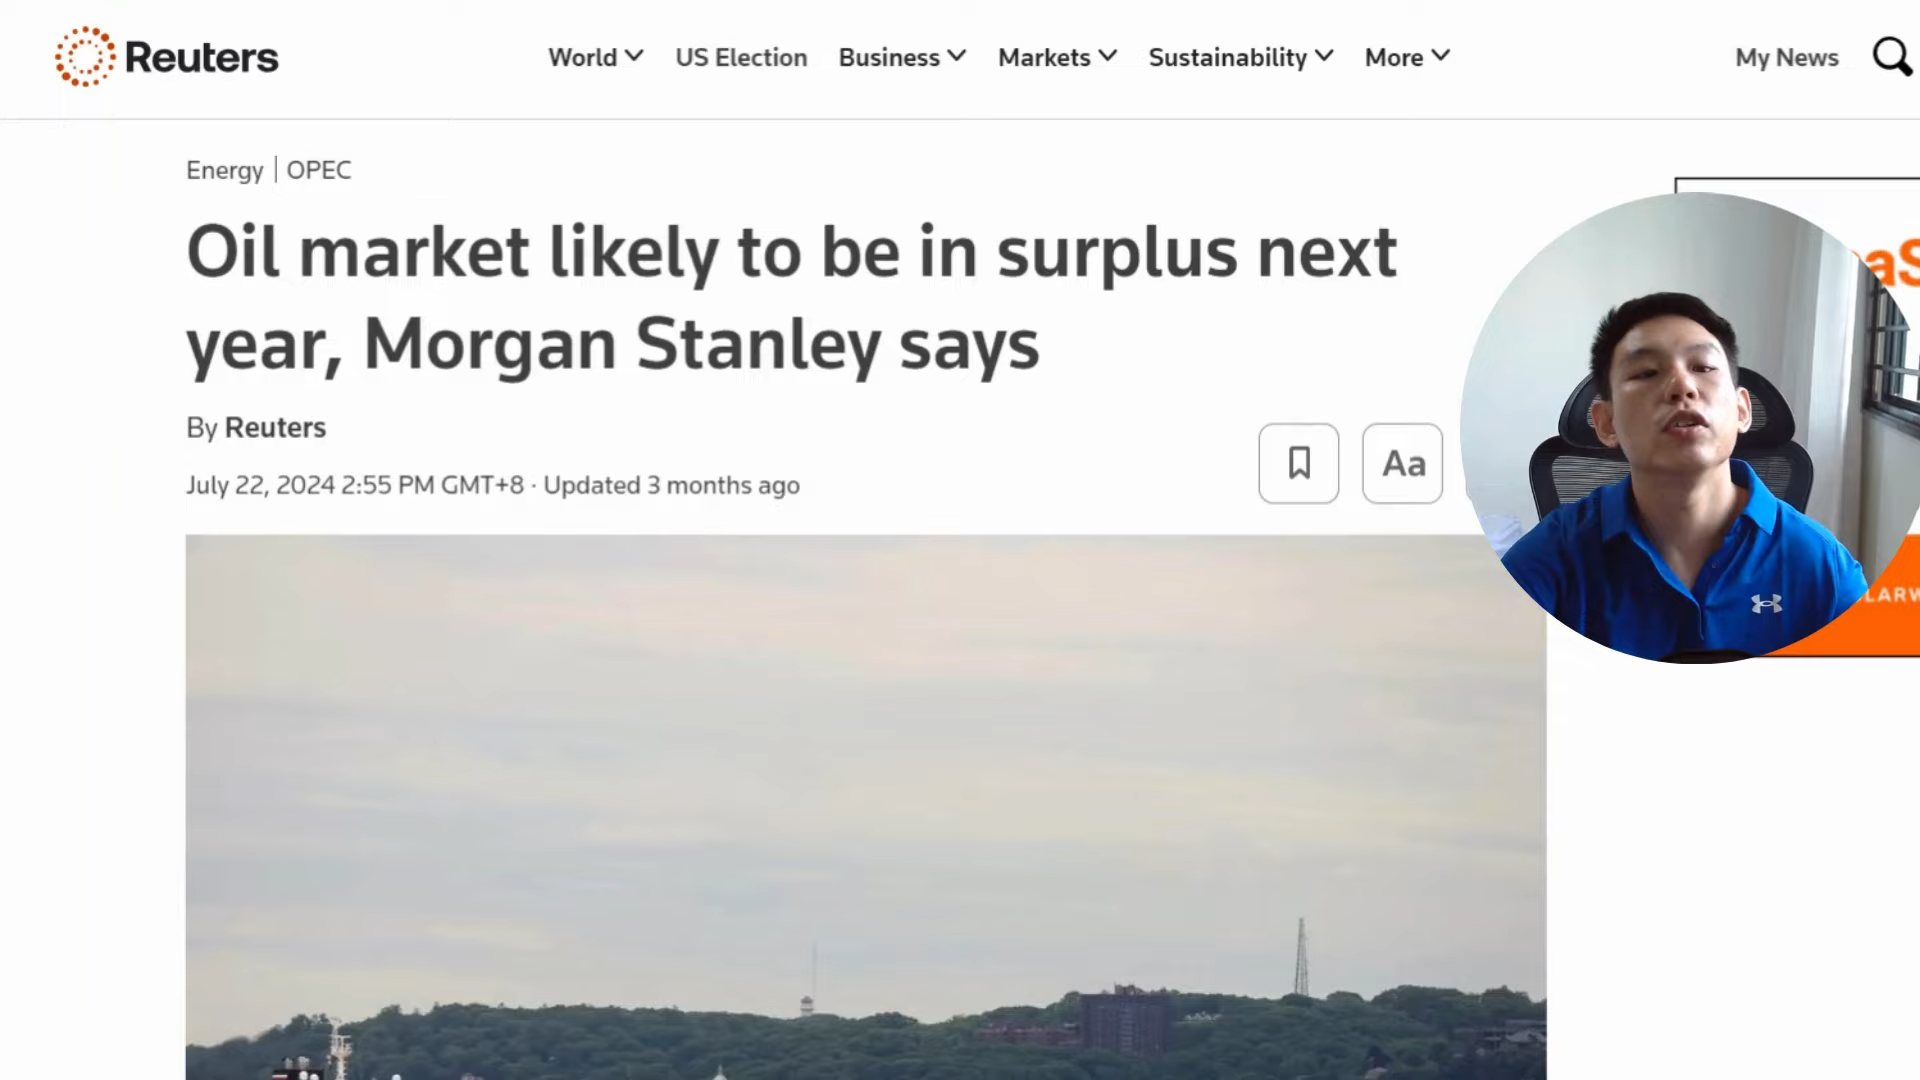 Reuters
World
US Election
Business
Markets
Sustainability
More
My News
Energy | OPEC
Oil market likely to be in surplus next
year, Morgan Stanley says
By Reuters
July 22, 2024 2:55 PM GMT+8 · Updated 3 months ago
Aa